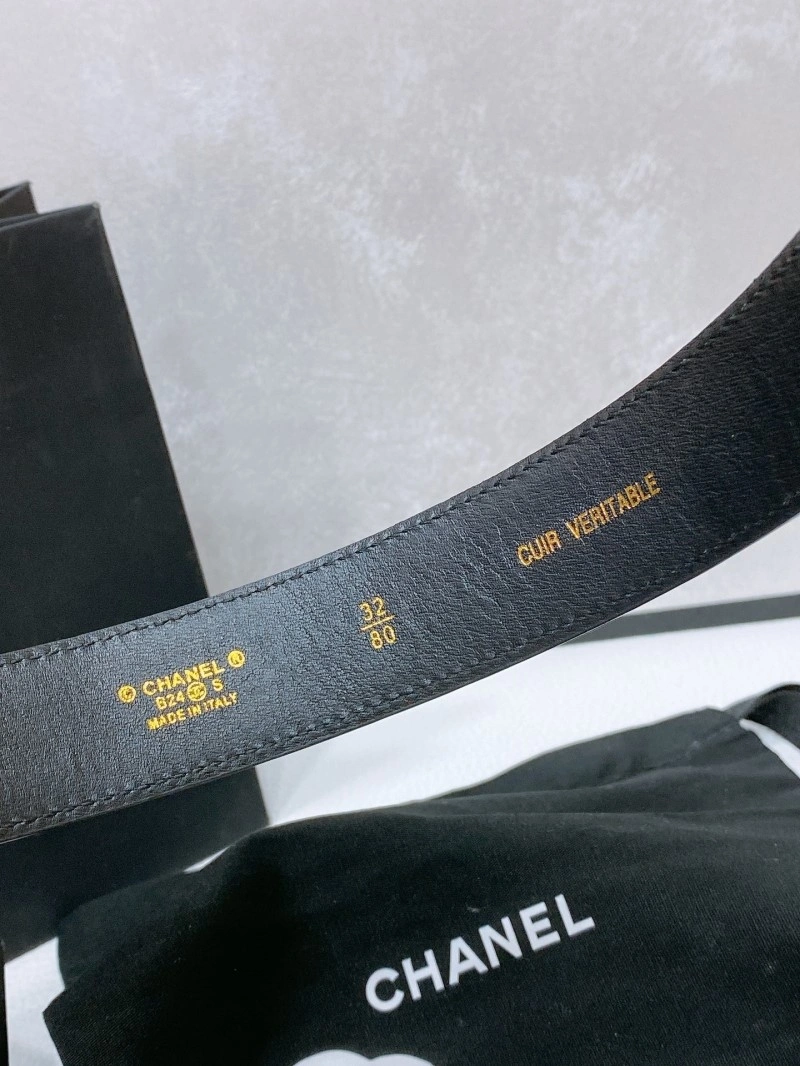 © CHANEL ®
B24 S
MADE IN ITALY
32
80
CUIR VERITABLE
CHANEL